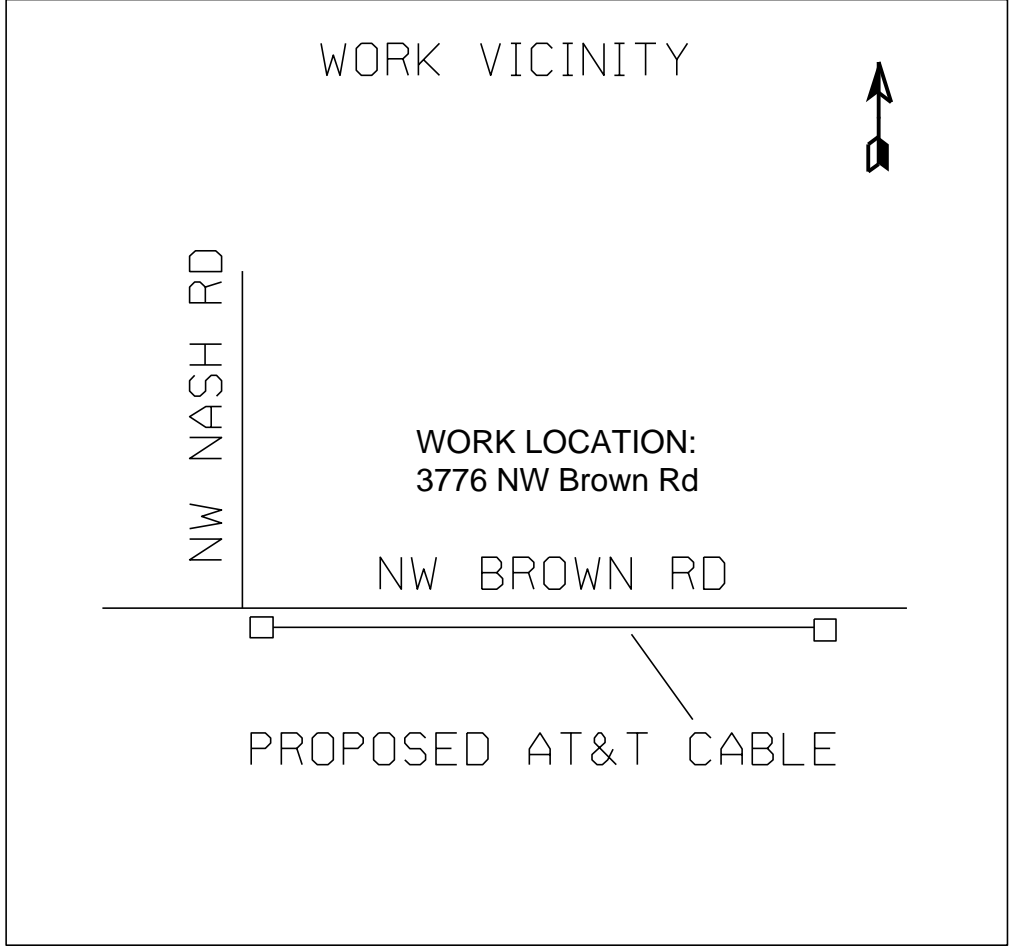 WORK VICINITY
NW NASH RD
WORK LOCATION:
3776 NW Brown Rd
NW BROWN RD
PROPOSED AT&T CABLE